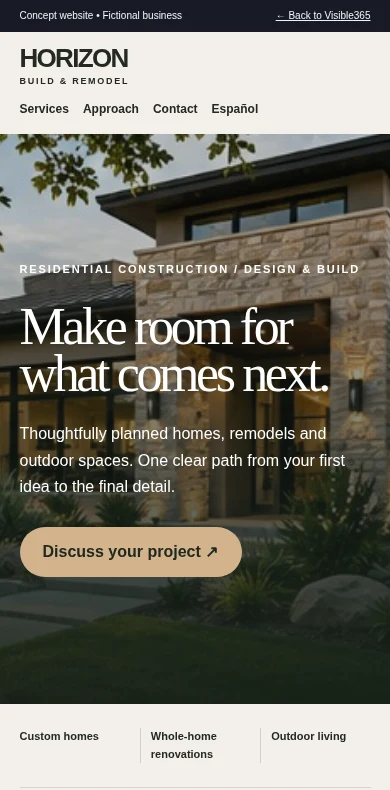 Concept website • Fictional business
← Back to Visible365
HORIZON
BUILD & REMODEL
Services Approach Contact Español
RESIDENTIAL CONSTRUCTION / DESIGN & BUILD
Make room for
what comes next.
Thoughtfully planned homes, remodels and
outdoor spaces. One clear path from your first
idea to the final detail.
Discuss your project ↗
Custom homes
Whole-home
renovations
Outdoor living